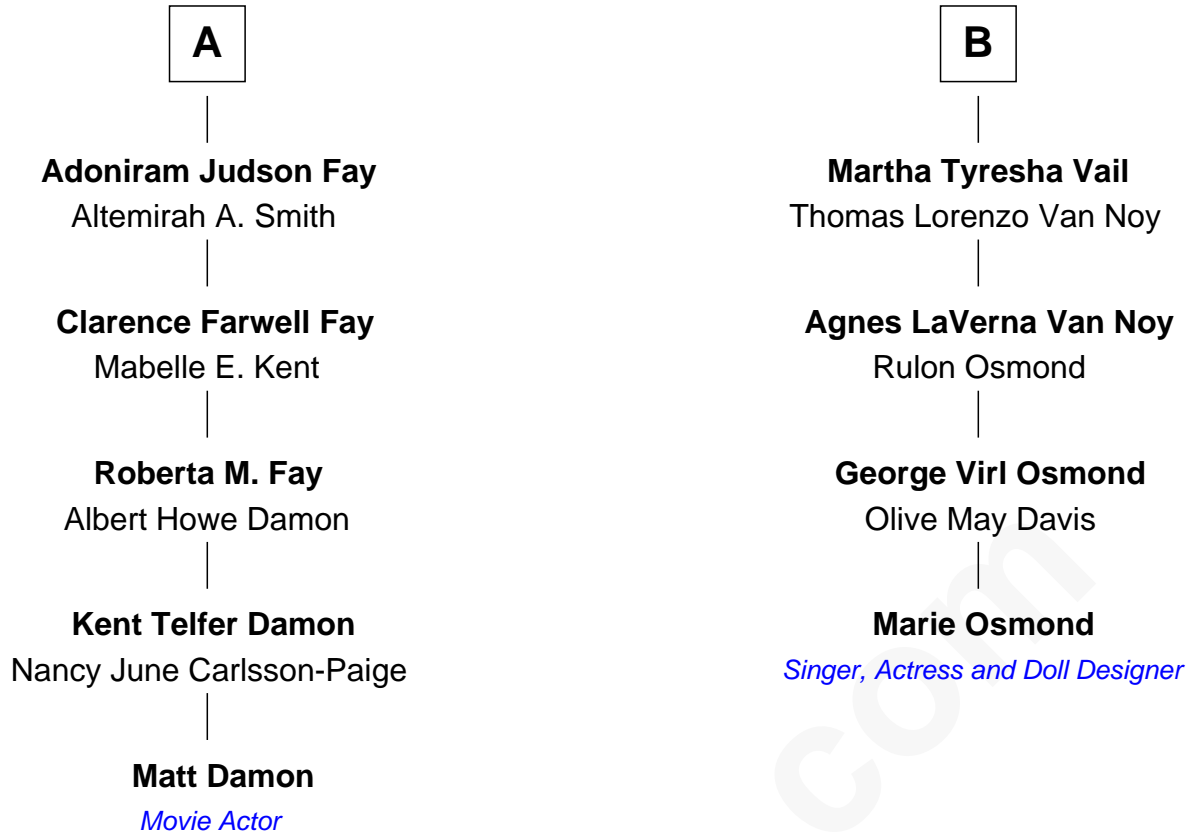 A
Adoniram Judson Fay
Altemirah A. Smith
Clarence Farwell Fay
Mabelle E. Kent
Roberta M. Fay
Albert Howe Damon
Kent Telfer Damon
Nancy June Carlsson-Paige
Matt Damon
Movie Actor
B
Martha Tyresha Vail
Thomas Lorenzo Van Noy
Agnes LaVerna Van Noy
Rulon Osmond
George Virl Osmond
Olive May Davis
Marie Osmond
Singer, Actress and Doll Designer
com